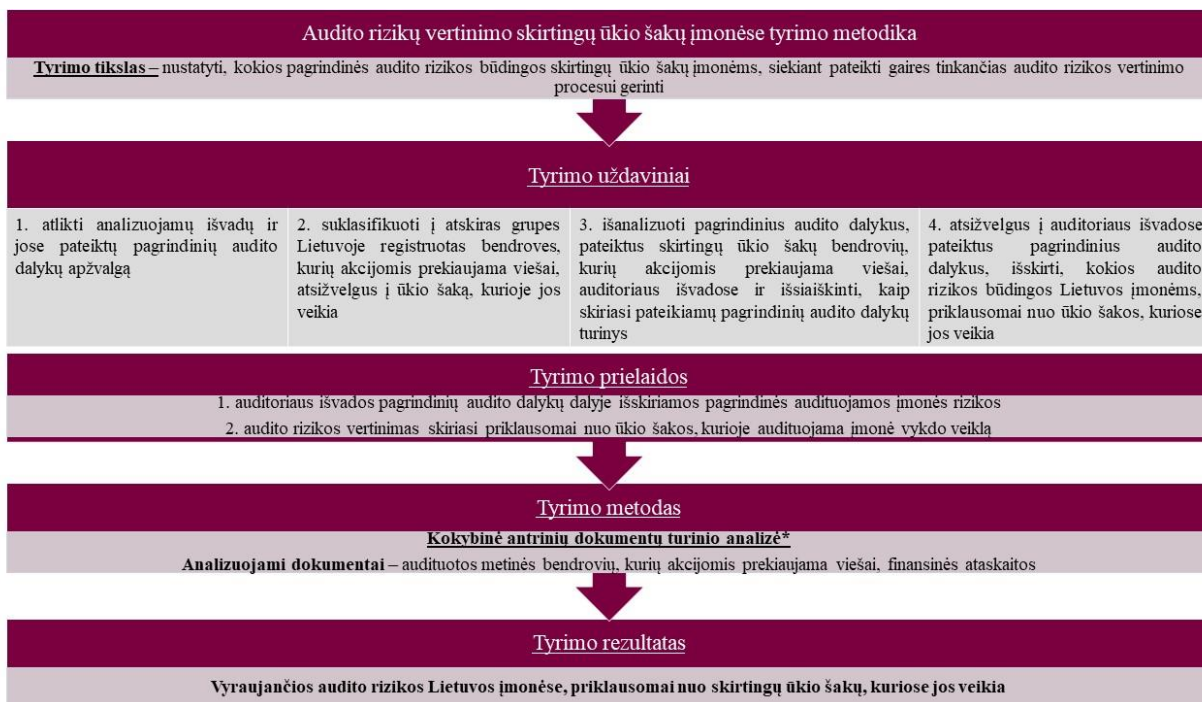 Audito rizikų vertinimo skirtingų ūkio šakų įmonėse tyrimo metodika
Tyrimo tikslas – nustatyti, kokios pagrindinės audito rizikos būdingos skirtingų ūkio šakų įmonėms, siekiant pateikti gaires tinkančias audito rizikos vertinimo
procesui gerinti
Tyrimo uždaviniai
1. atlikti analizuojamų išvadų ir
jose pateiktų pagrindinių audito
dalykų apžvalgą
2. suklasifikuoti į atskiras grupes
Lietuvoje registruotas bendroves,
kurių akcijomis prekiaujama viešai,
atsižvelgus į ūkio šaką, kurioje jos
veikia
3. išanalizuoti pagrindinius audito dalykus,
pateiktus skirtingų ūkio šakų bendrovių,
kurių akcijomis prekiaujama viešai,
auditoriaus išvadose ir išsiaiškinti, kaip
skiriasi pateikiamų pagrindinių audito dalykų
turinys
4. atsižvelgus į auditoriaus išvadose
pateiktus pagrindinius audito
dalykus, išskirti, kokios audito
rizikos būdingos Lietuvos įmonėms,
priklausomai nuo ūkio šakos, kuriose
jos veikia
Tyrimo prielaidos
1. auditoriaus išvados pagrindinių audito dalykų dalyje išskiriamos pagrindinės audituojamos įmonės rizikos
2. audito rizikos vertinimas skiriasi priklausomai nuo ūkio šakos, kurioje audituojama įmonė vykdo veiklą
Tyrimo metodas
Kokybinė antrinių dokumentų turinio analizė*
Analizuojami dokumentai – audituotos metinės bendrovių, kurių akcijomis prekiaujama viešai, finansinės ataskaitos
Tyrimo rezultatas
Vyraujančios audito rizikos Lietuvos įmonėse, priklausomai nuo skirtingų ūkio šakų, kuriose jos veikia